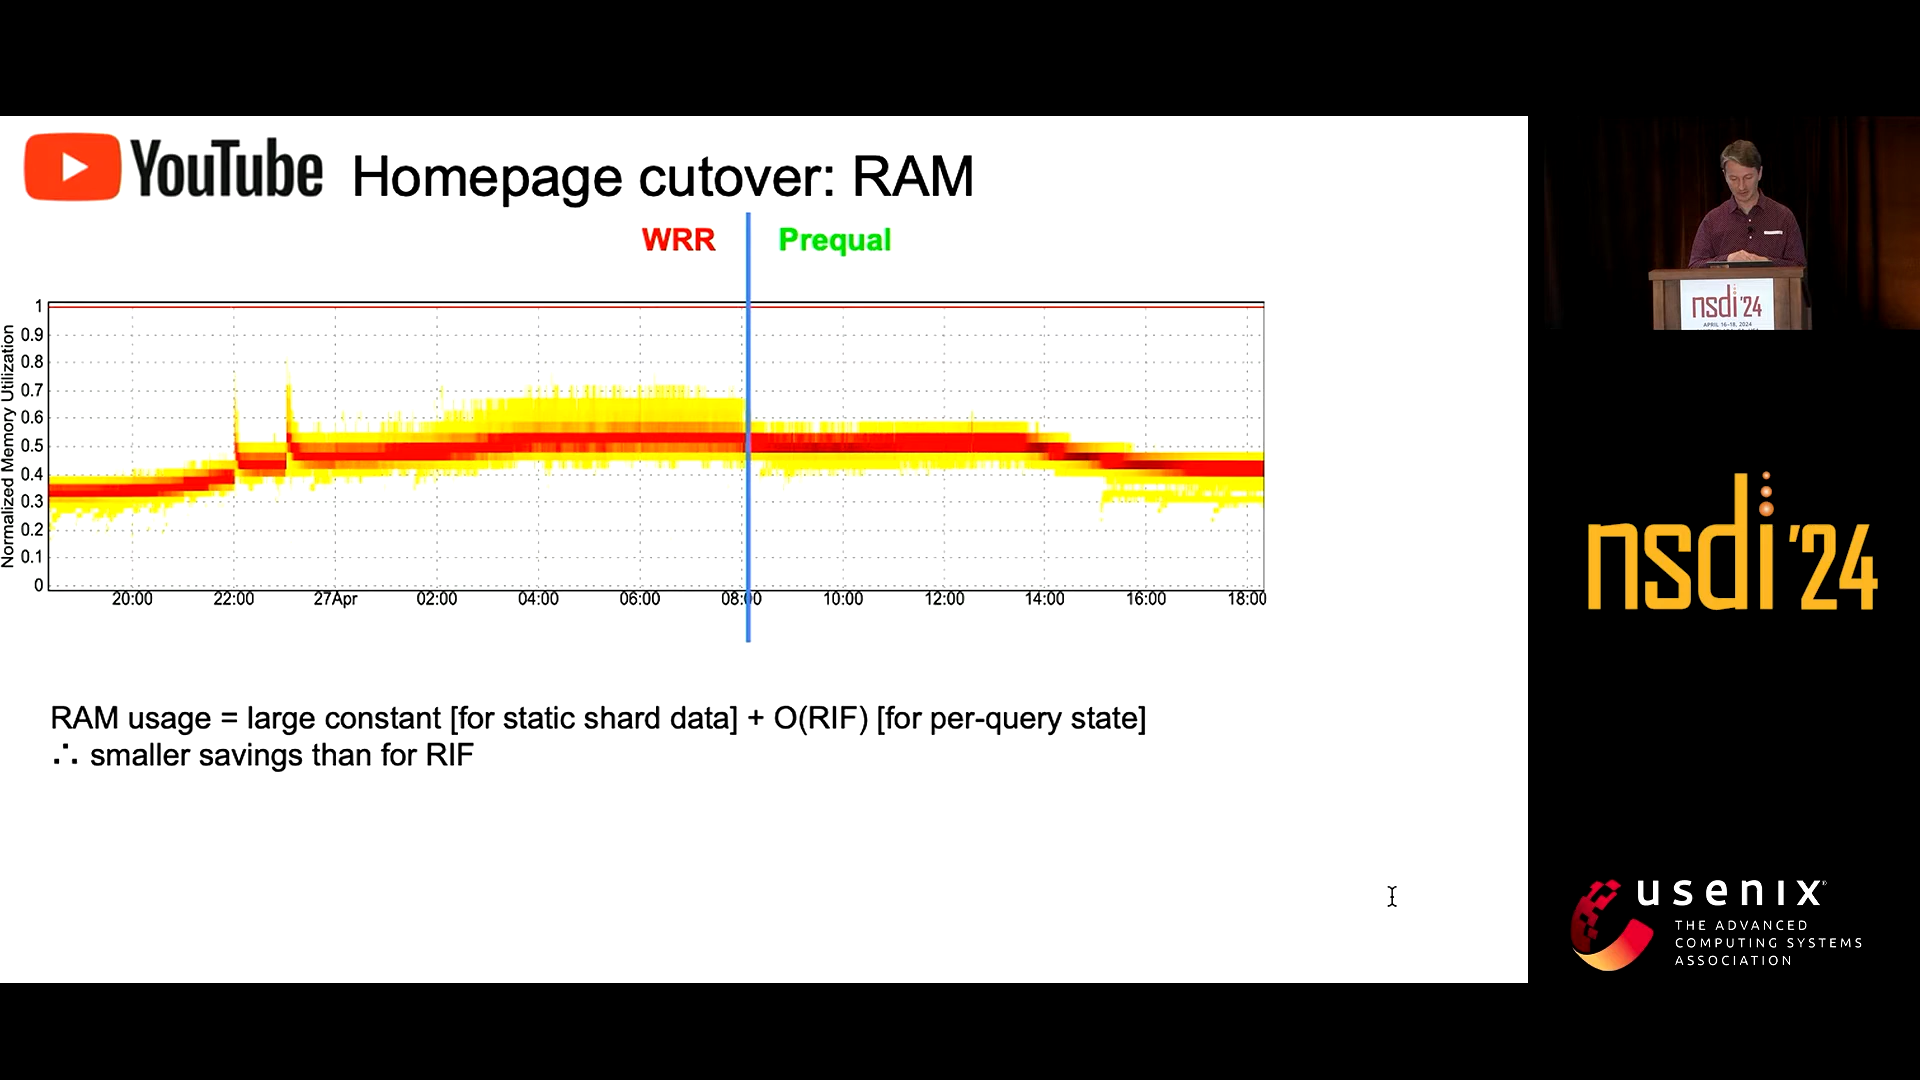 YouTube Homepage cutover: RAM
WRR
Prequal
Normalized Memory Utilization
1
0.9
0.8
0.7
0.6
0.5
0.4
0.3
0.2
0.1
0
20:00 22:00 27Apr 02:00 04:00 06:00 08:00 10:00 12:00 14:00 16:00 18:00
RAM usage = large constant [for static shard data] + O(RIF) [for per-query state]
∴ smaller savings than for RIF
nsdi '24
APRIL 16–18, 2024
nsdi '24
usenix®
THE ADVANCED
COMPUTING SYSTEMS
ASSOCIATION